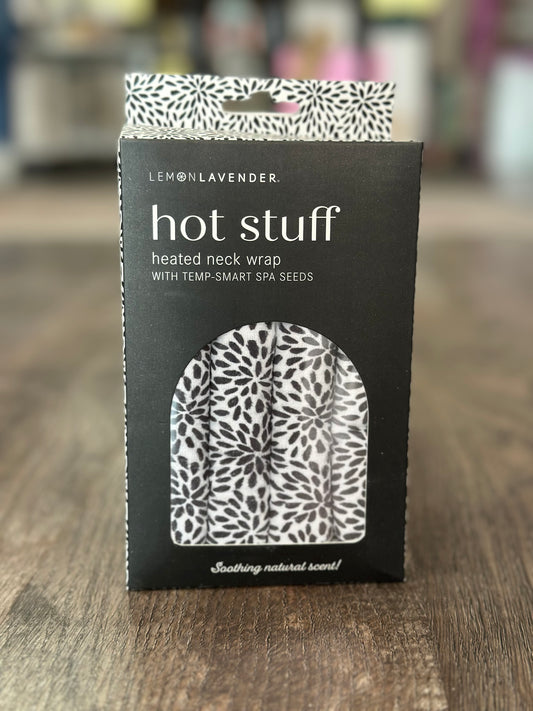 LEMONLAVENDER®
hot stuff
heated neck wrap
WITH TEMP-SMART SPA SEEDS
Soothing natural scent!